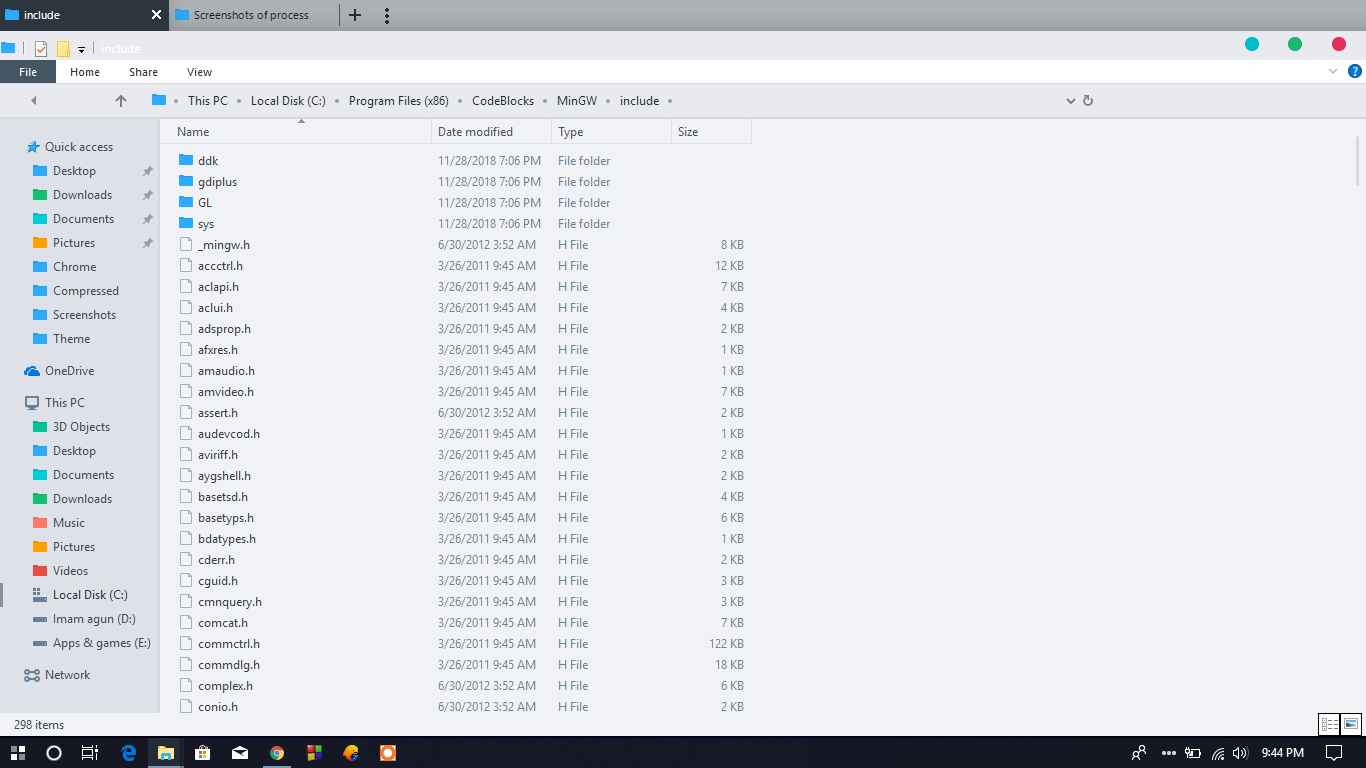 include
Screenshots of process
include
File Home Share View
This PC Local Disk (C:) Program Files (x86) CodeBlocks MinGW include
Name Date modified Type Size
Quick access
Desktop
Downloads
Documents
Pictures
Chrome
Compressed
Screenshots
Theme
OneDrive
This PC
3D Objects
Desktop
Documents
Downloads
Music
Pictures
Videos
Local Disk (C:)
Imam agun (D:)
Apps & games (E:)
Network
ddk 11/28/2018 7:06 PM File folder
gdiplus 11/28/2018 7:06 PM File folder
GL 11/28/2018 7:06 PM File folder
sys 11/28/2018 7:06 PM File folder
_mingw.h 6/30/2012 3:52 AM H File 8 KB
accctrl.h 3/26/2011 9:45 AM H File 12 KB
aclapi.h 3/26/2011 9:45 AM H File 7 KB
aclui.h 3/26/2011 9:45 AM H File 4 KB
adsprop.h 3/26/2011 9:45 AM H File 2 KB
afxres.h 3/26/2011 9:45 AM H File 1 KB
amaudio.h 3/26/2011 9:45 AM H File 1 KB
amvideo.h 3/26/2011 9:45 AM H File 7 KB
assert.h 6/30/2012 3:52 AM H File 2 KB
audevcod.h 3/26/2011 9:45 AM H File 1 KB
aviriff.h 3/26/2011 9:45 AM H File 2 KB
aygshell.h 3/26/2011 9:45 AM H File 2 KB
basetsd.h 3/26/2011 9:45 AM H File 4 KB
basetyps.h 3/26/2011 9:45 AM H File 6 KB
bdatypes.h 3/26/2011 9:45 AM H File 1 KB
cderr.h 3/26/2011 9:45 AM H File 2 KB
cguid.h 3/26/2011 9:45 AM H File 3 KB
cmnquery.h 3/26/2011 9:45 AM H File 3 KB
comcat.h 3/26/2011 9:45 AM H File 7 KB
commctrl.h 3/26/2011 9:45 AM H File 122 KB
commdlg.h 3/26/2011 9:45 AM H File 18 KB
complex.h 6/30/2012 3:52 AM H File 6 KB
conio.h 6/30/2012 3:52 AM H File 2 KB
298 items
9:44 PM